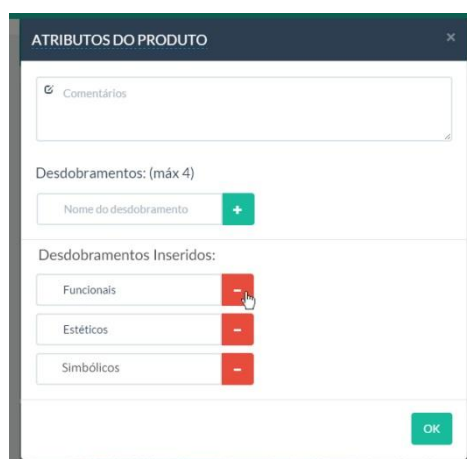 ATRIBUTOS DO PRODUTO ×
Comentários
Desdobramentos: (máx 4)
Nome do desdobramento +
Desdobramentos Inseridos:
Funcionais -
Estéticos -
Simbólicos -
OK